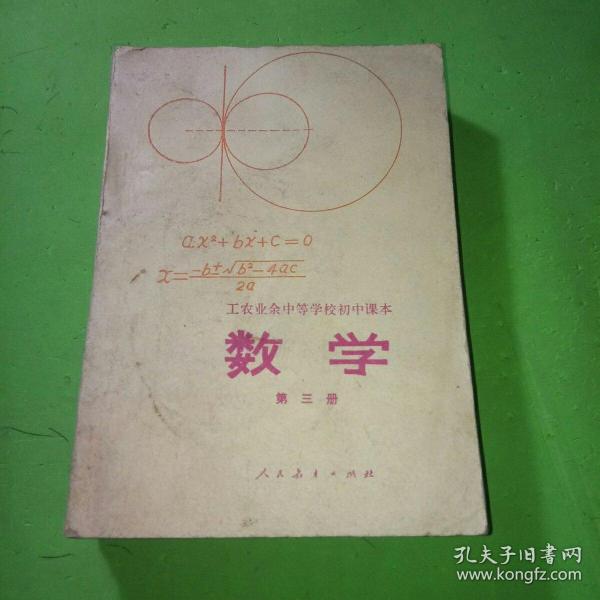 ax²+bx+c=0
x=\frac{-b±\sqrt{b²-4ac}}{2a}
工农业余中等学校初中课本
数学
第三册
人民教育出版社
孔夫子旧书网
www.kongfz.com